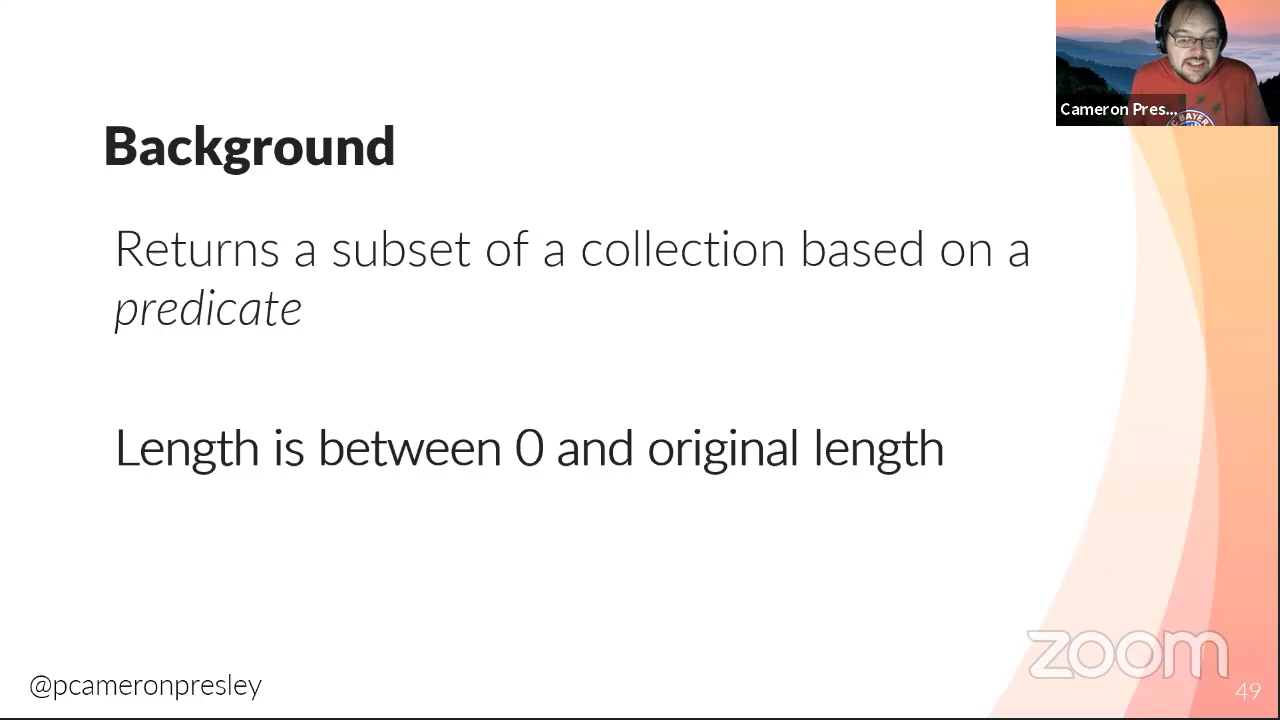 Cameron Pres...
Background
Returns a subset of a collection based on a
predicate
Length is between 0 and original length
zoom
@pcameronpresley
49